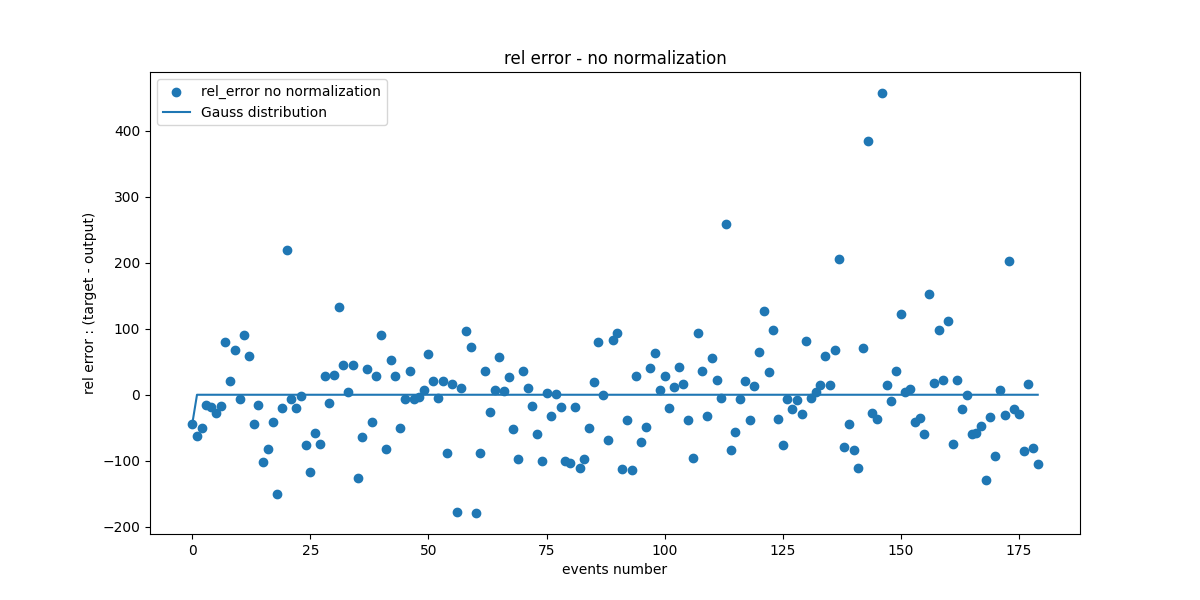 rel error - no normalization
rel_error no normalization
Gauss distribution
400
300
200
100
0
−100
−200
rel error : (target - output)
0 25 50 75 100 125 150 175
events number